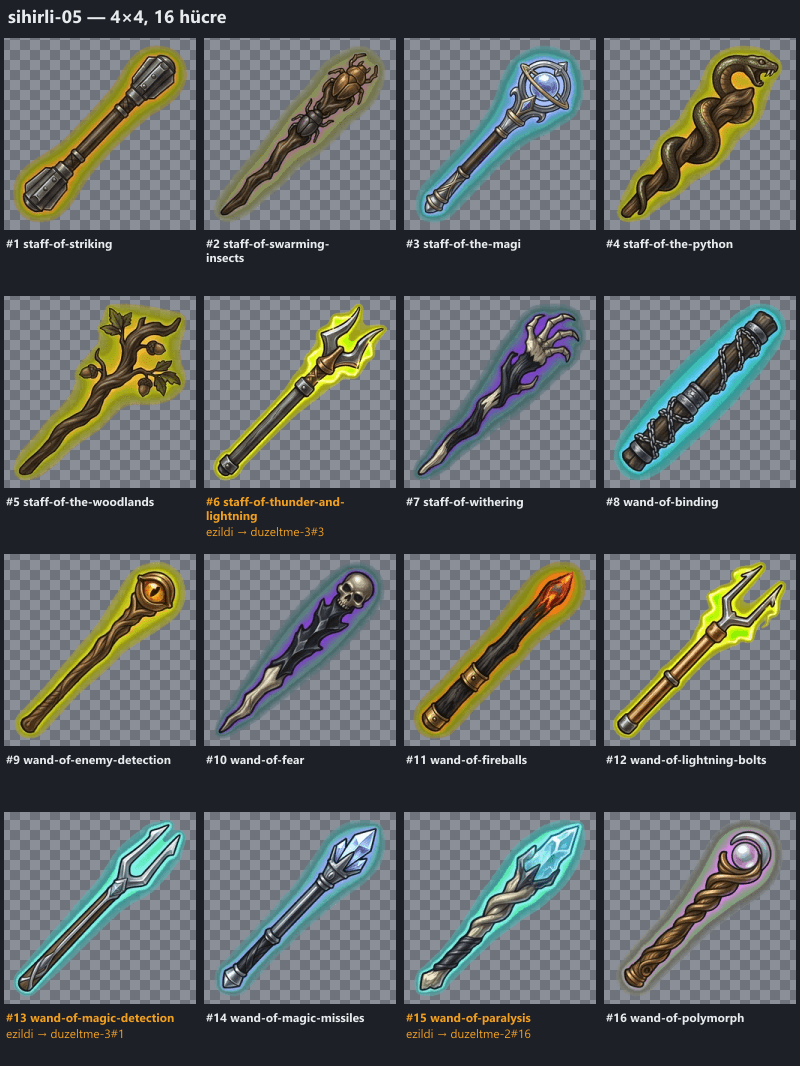 sihirli-05 — 4×4, 16 hücre
#1 staff-of-striking
#2 staff-of-swarming-
insects
#3 staff-of-the-magi
#4 staff-of-the-python
#5 staff-of-the-woodlands
#6 staff-of-thunder-and-
lightning
ezildi → duzeltme-3#3
#7 staff-of-withering
#8 wand-of-binding
#9 wand-of-enemy-detection
#10 wand-of-fear
#11 wand-of-fireballs
#12 wand-of-lightning-bolts
#13 wand-of-magic-detection
ezildi → duzeltme-3#1
#14 wand-of-magic-missiles
#15 wand-of-paralysis
ezildi → duzeltme-2#16
#16 wand-of-polymorph